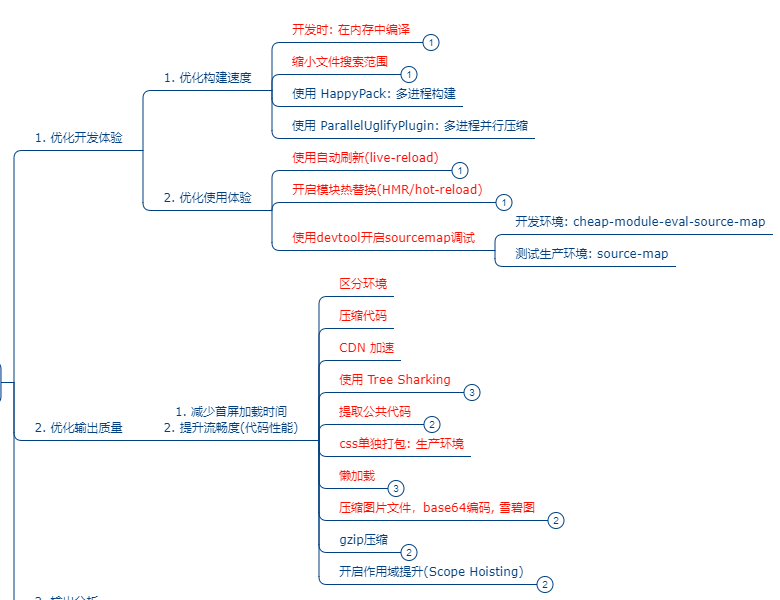 开发时: 在内存中编译
1
缩小文件搜索范围
1
1. 优化构建速度
使用 HappyPack: 多进程构建
使用 ParallelUglifyPlugin: 多进程并行压缩
1. 优化开发体验
使用自动刷新(live-reload)
1
开启模块热替换(HMR/hot-reload)
1
2. 优化使用体验
开发环境: cheap-module-eval-source-map
使用devtool开启sourcemap调试
测试生产环境: source-map
区分环境
压缩代码
CDN 加速
使用 Tree Sharking
3
1. 减少首屏加载时间
提取公共代码
2
2. 优化输出质量
2. 提升流畅度(代码性能)
css单独打包: 生产环境
懒加载
3
压缩图片文件，base64编码, 雪碧图
2
gzip压缩
2
开启作用域提升(Scope Hoisting)
2